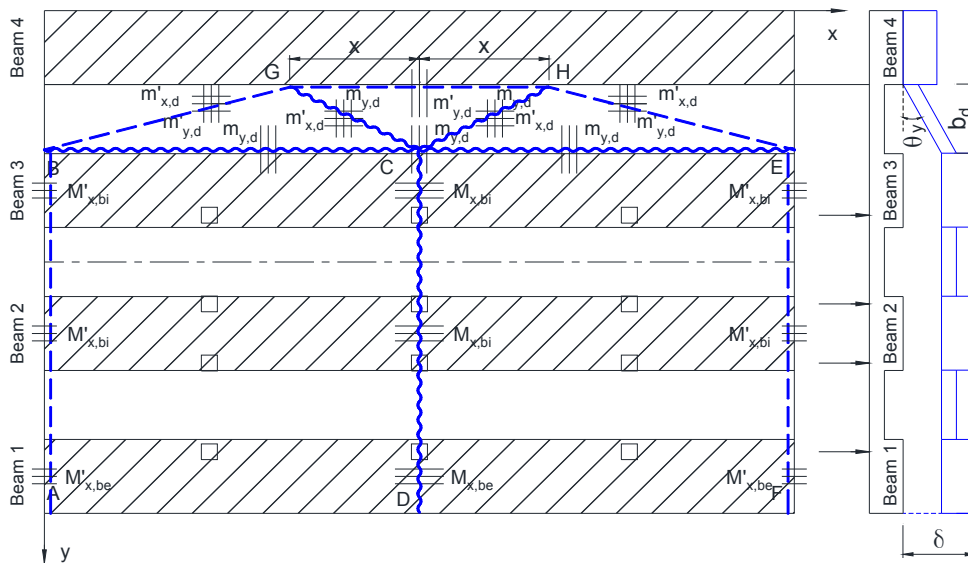 Beam 4
x
x
x
G
H
m'x,d
my,d
m'y,d
my,d
m'x,d
m'x,d
m'x,d
m'y,d
my,d
my,d
m'y,d
θy
bd
B
C
E
Beam 3
M'x,bi
Mx,bi
M'x,bi
Beam 3
Beam 2
M'x,bi
Mx,bi
M'x,bi
Beam 2
Beam 1
M'x,be
Mx,be
M'x,be
A
D
F
Beam 1
y
δ
Beam 4